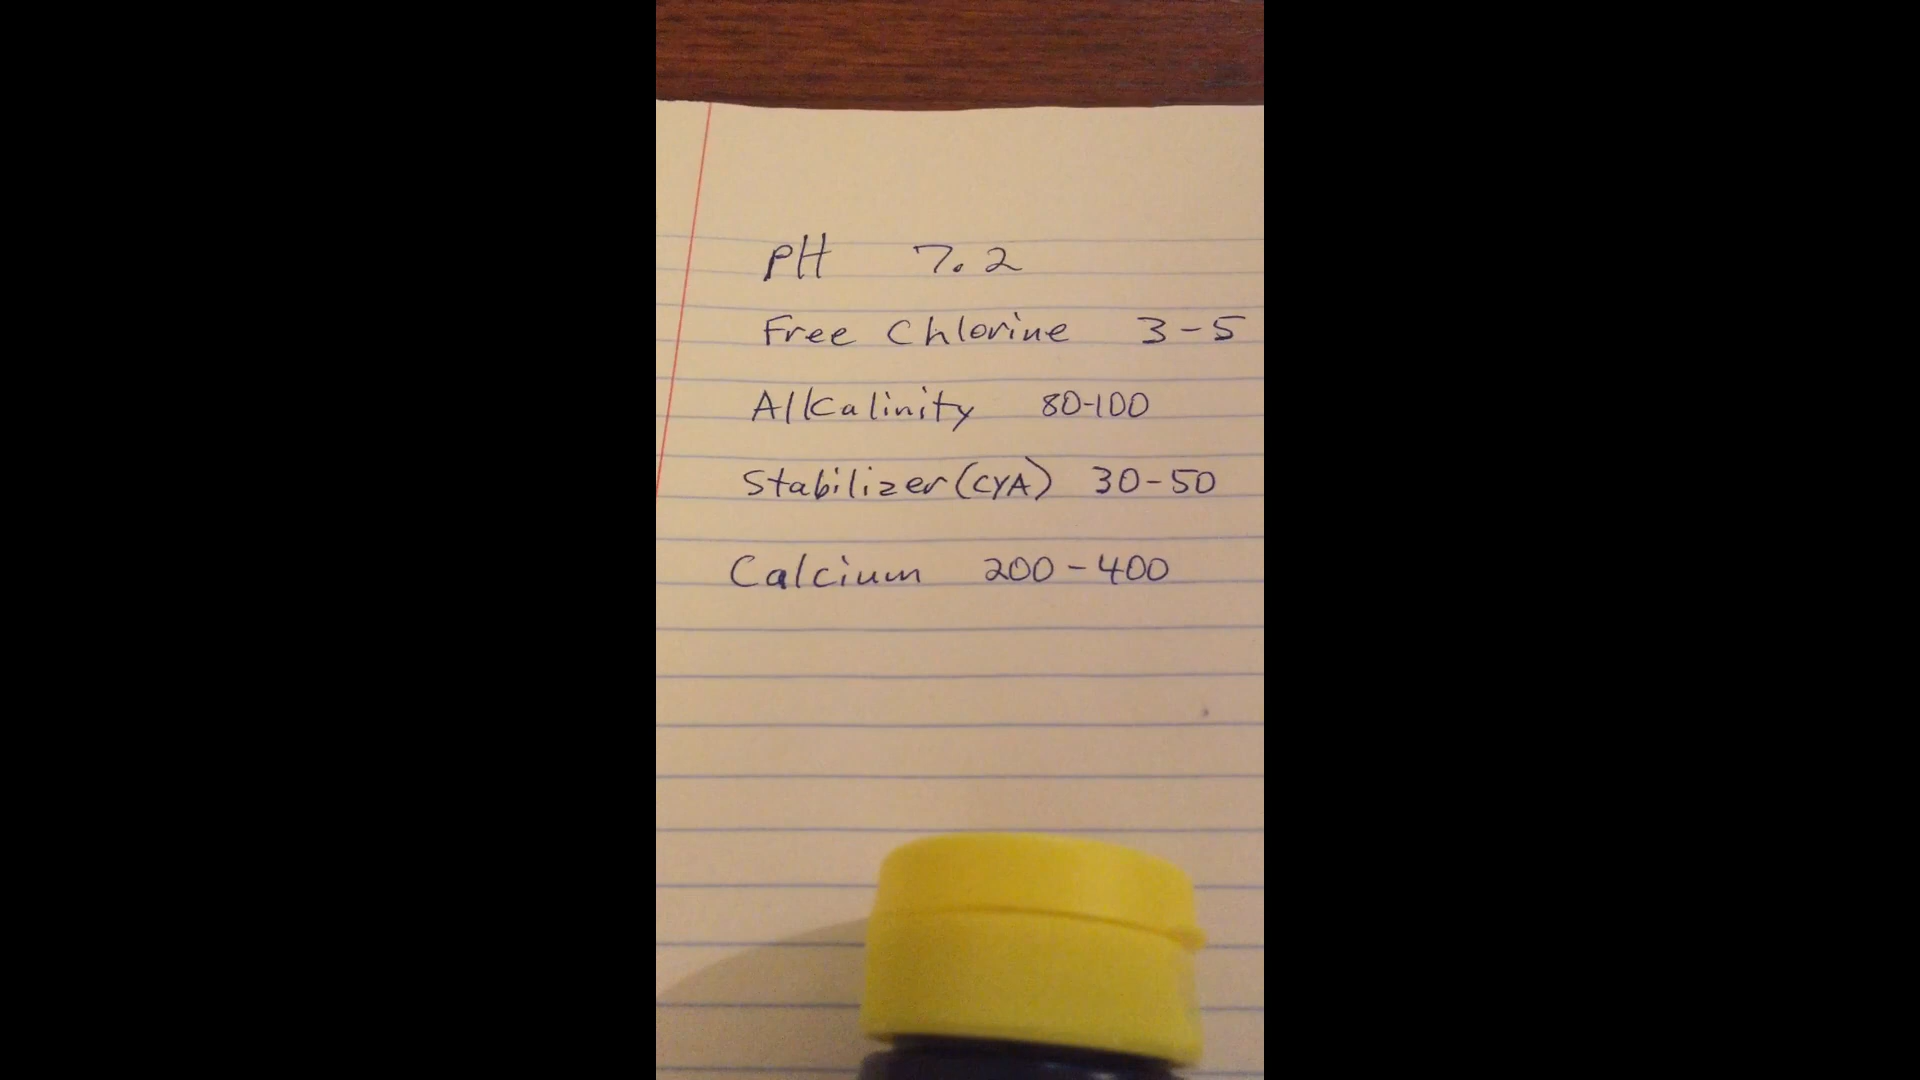 pH 7.2
Free Chlorine 3-5
Alkalinity 80-100
Stabilizer (CYA) 30-50
Calcium 200-400